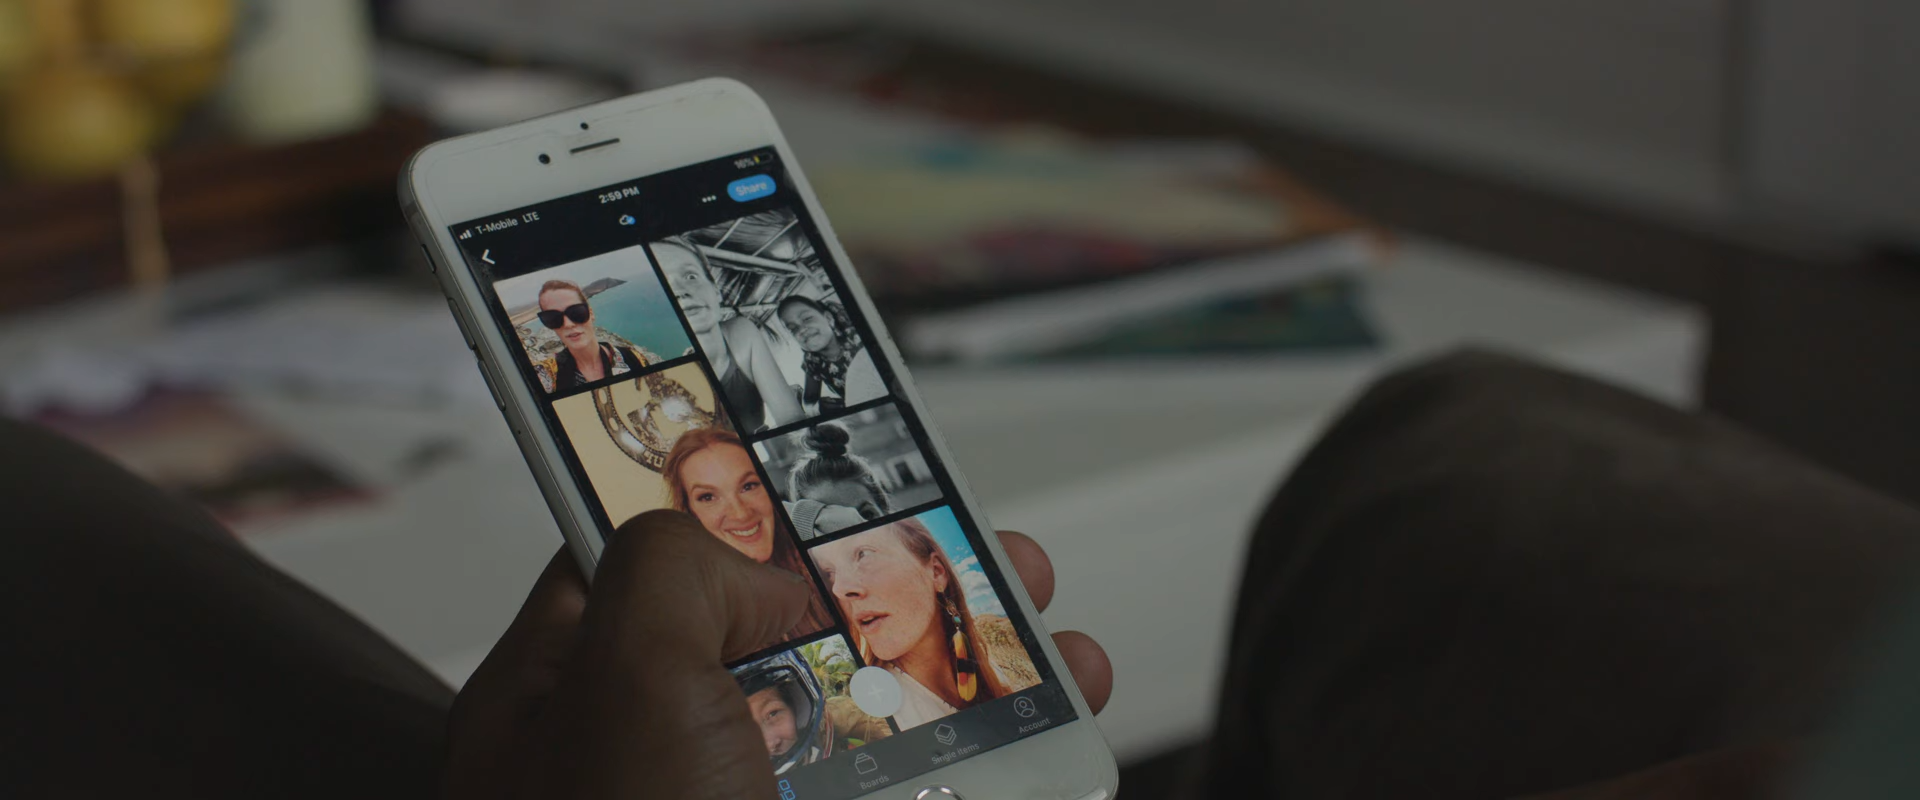 T-Mobile LTE
2:59 PM
Share
Boards
Single Items
Account